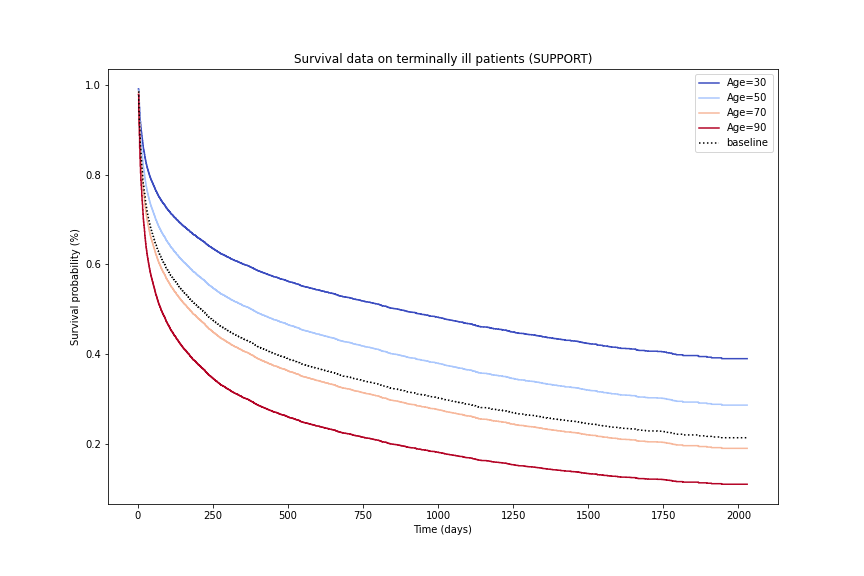 Survival data on terminally ill patients (SUPPORT)
Age=30
Age=50
Age=70
Age=90
baseline
Survival probability (%)
1.0
0.8
0.6
0.4
0.2
0
250
500
750
1000
1250
1500
1750
2000
Time (days)